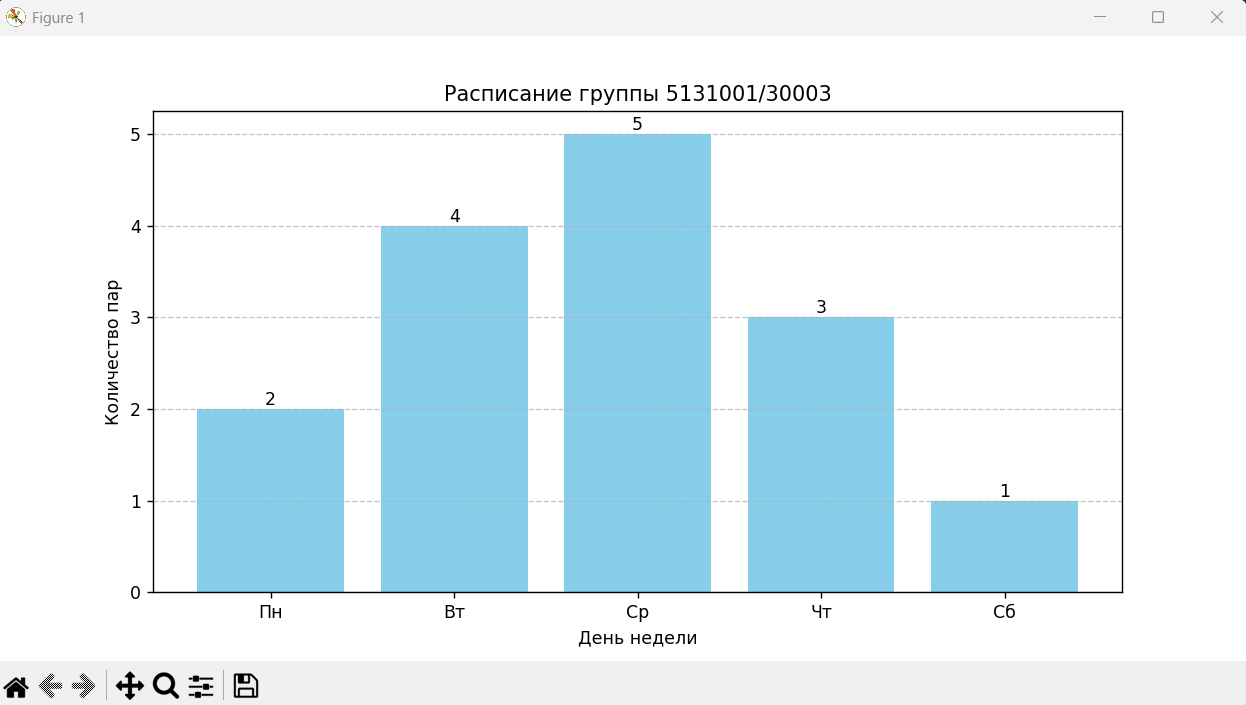 Figure 1
Расписание группы 5131001/30003
5
4
3
2
1
0
Количество пар
2
4
5
3
1
Пн Вт Ср Чт Сб
День недели